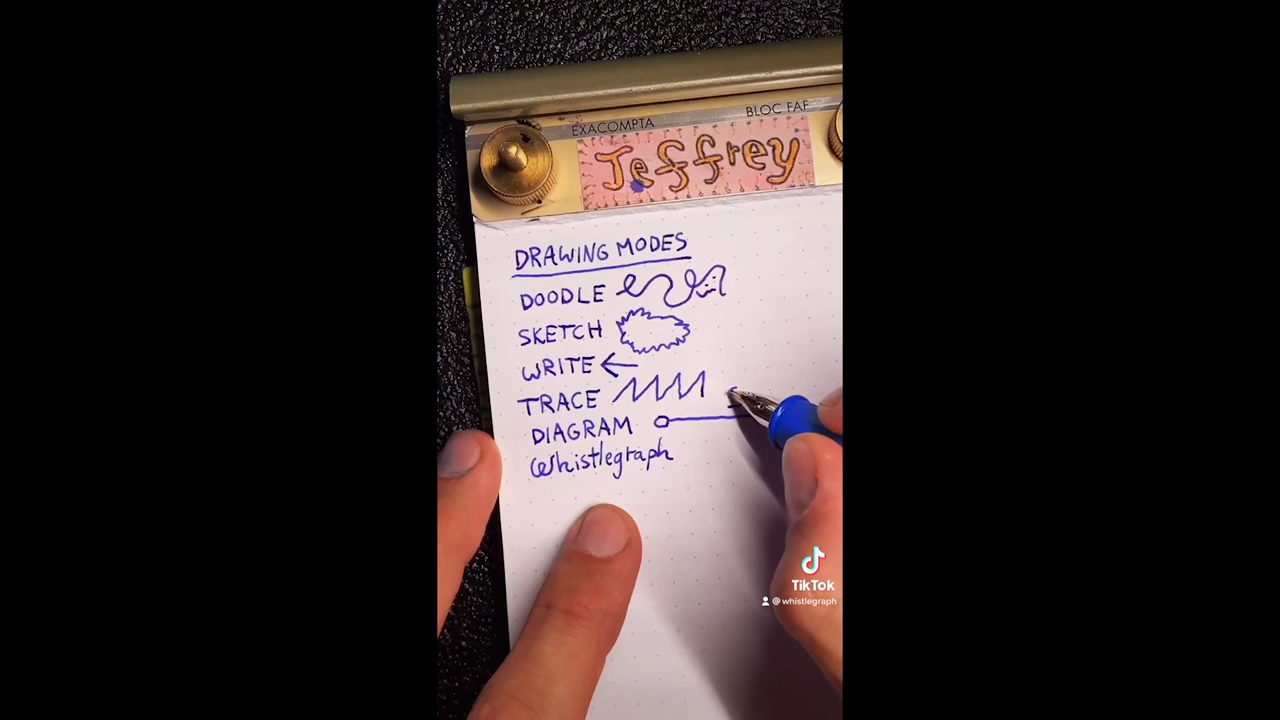 EXACOMPTA BLOC FAF
Jeffrey
DRAWING MODES
DOODLE
SKETCH
WRITE
TRACE
DIAGRAM
Whistlegraph
TikTok
@ whistlegraph